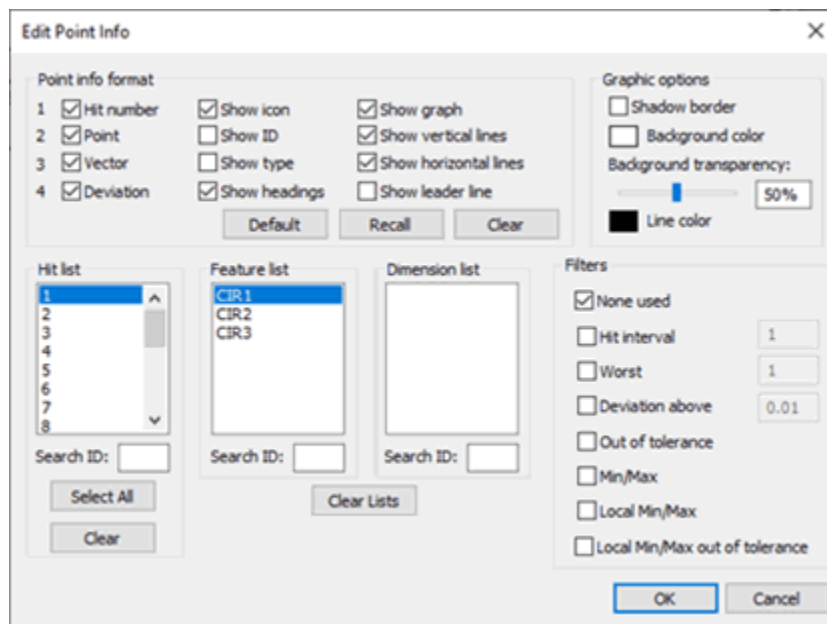 Edit Point Info
Point info format
1 Hit number Show icon Show graph
2 Point Show ID Show vertical lines
3 Vector Show type Show horizontal lines
4 Deviation Show headings Show leader line
Default Recall Clear
Graphic options
Shadow border
Background color
Background transparency:
50%
Line color
Hit list
1
2
3
4
5
6
7
8
Search ID:
Select All
Clear
Feature list
CIR1
CIR2
CIR3
Search ID:
Dimension list
Search ID:
Clear Lists
Filters
None used
Hit interval 1
Worst 1
Deviation above 0.01
Out of tolerance
Min/Max
Local Min/Max
Local Min/Max out of tolerance
OK Cancel